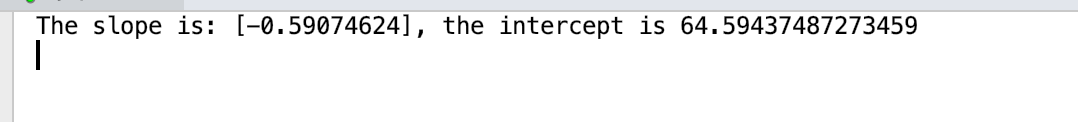 The slope is: [-0.59074624], the intercept is 64.59437487273459